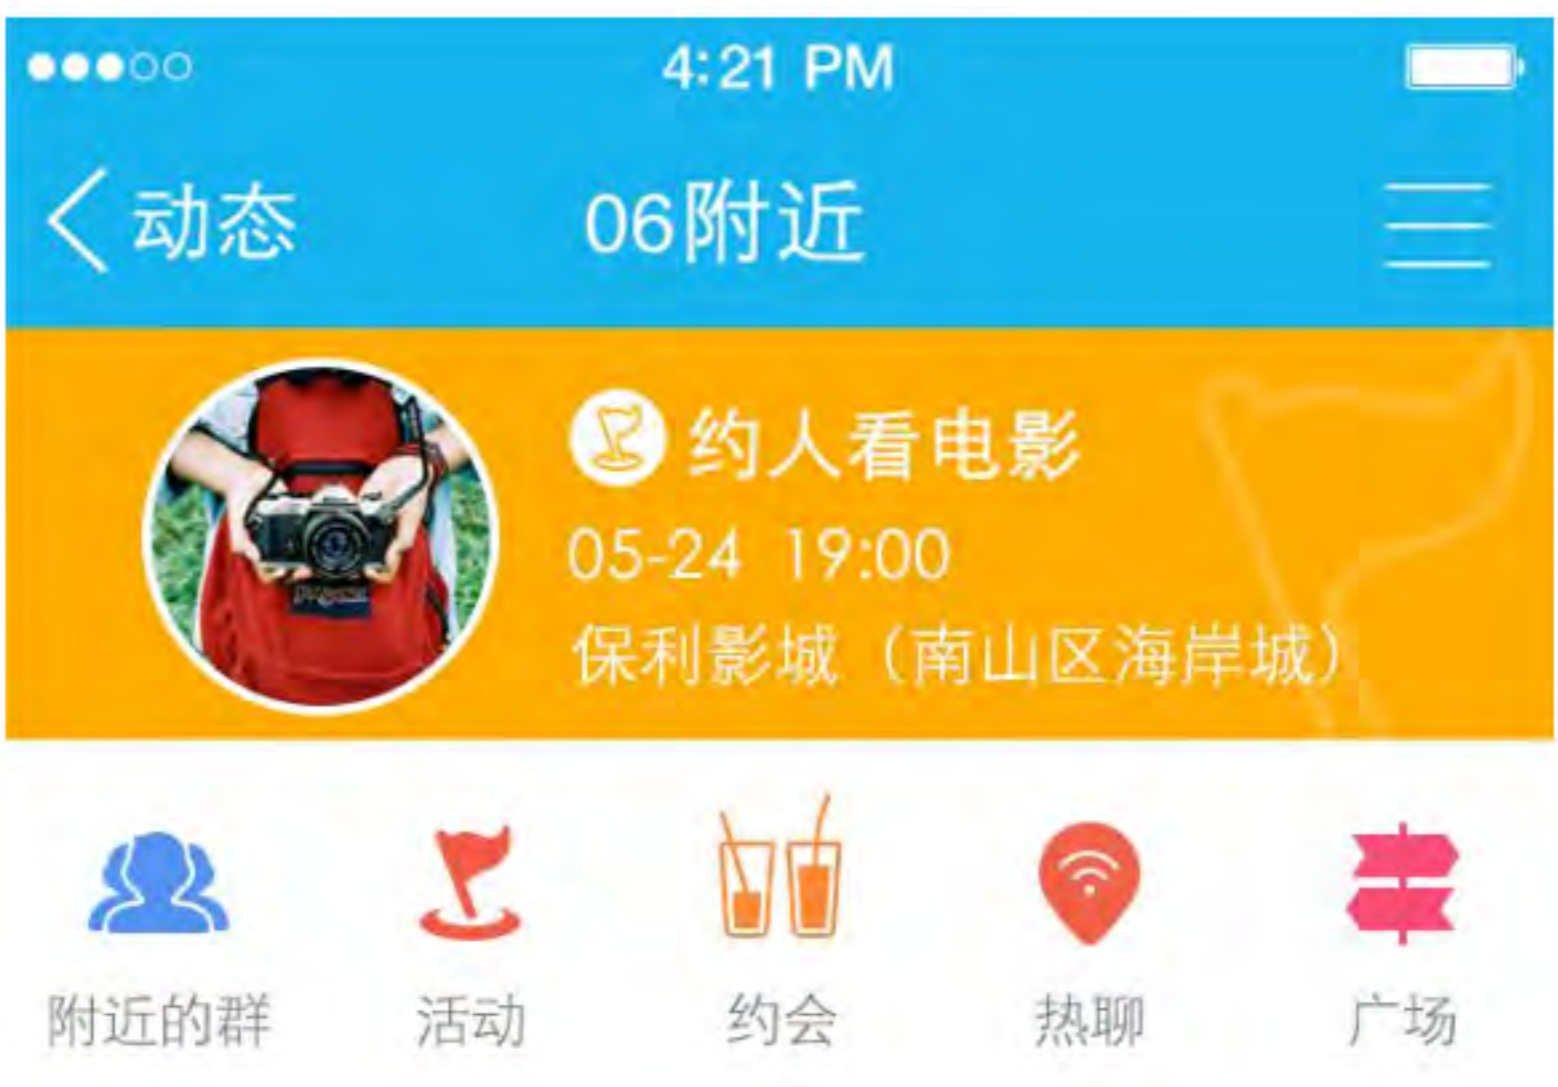 4:21 PM
动态
06附近
约人看电影
05-24 19:00
保利影城（南山区海岸城）
附近的群
活动
约会
热聊
广场